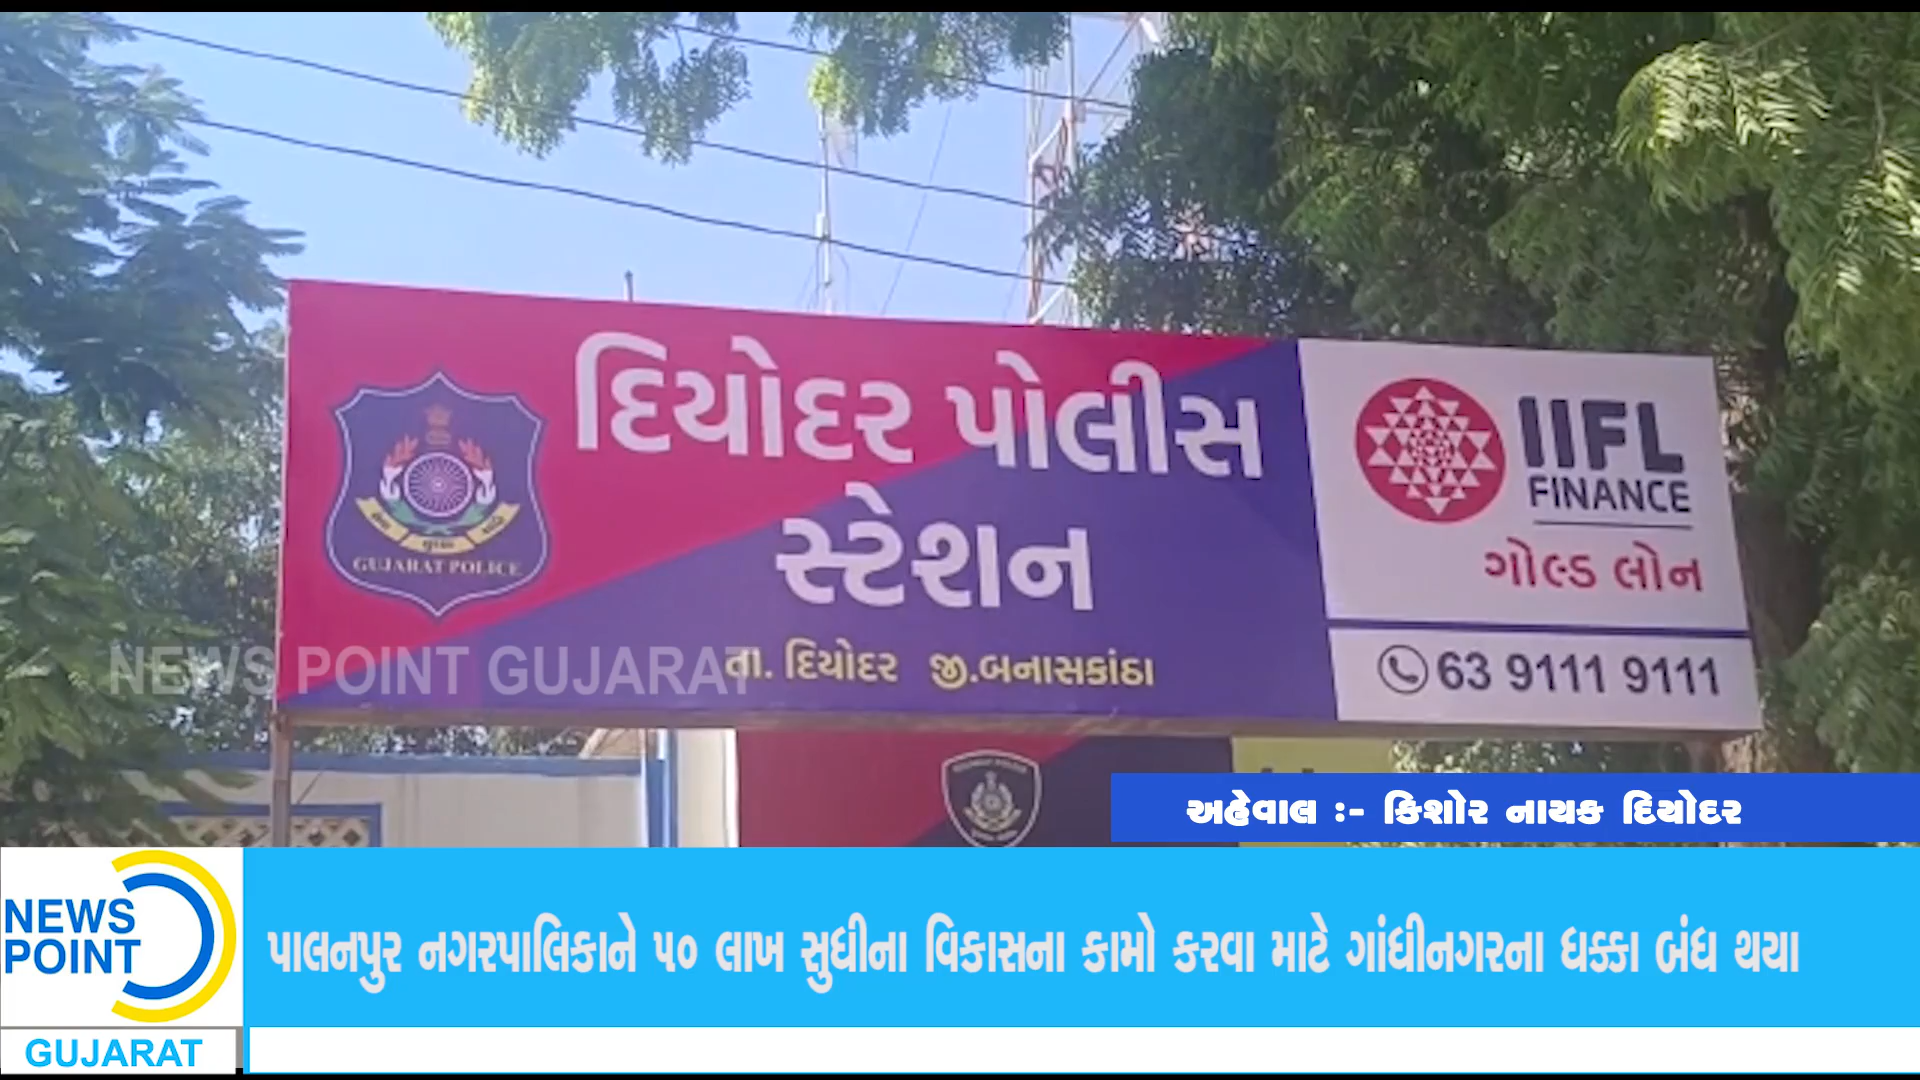 દિયોદર પોલીસ
સ્ટેશન
તા. દિયોદર જી.બનાસકાંઠા
GUJARAT POLICE
IIFL
FINANCE
ગોલ્ડ લોન
63 9111 9111
NEWS POINT GUJARAT
અહેવાલ :- કિશોર નાયક દિયોદર
NEWS
POINT
GUJARAT
પાલનપુર નગરપાલિકાને ૫૦ લાખ સુધીના વિકાસના કામો કરવા માટે ગાંધીનગરના ધક્કા બંધ થયા